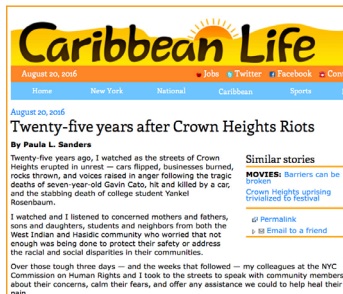 Caribbean Life
August 20, 2016 Jobs Twitter Facebook Con
Home New York National Caribbean Sports
August 20, 2016
Twenty-five years after Crown Heights Riots
By Paula L. Sanders
Twenty-five years ago, I watched as the streets of Crown
Heights erupted in unrest — cars flipped, businesses burned,
rocks thrown, and voices raised in anger following the tragic
deaths of seven-year-old Gavin Cato, hit and killed by a car,
and the stabbing death of college student Yankel
Rosenbaum.
I watched and I listened to concerned mothers and fathers,
sons and daughters, students and neighbors from both the
West Indian and Hasidic community who worried that not
enough was being done to protect their safety or address
the racial and social disparities in their communities.
Similar stories
MOVIES: Barriers can be
broken
Crown Heights uprising
trivialized to festival
Permalink
Email to a friend
Over those tough three days — and the weeks that followed — my colleagues at the NYC
Commission on Human Rights and I took to the streets to speak with community members
about their concerns, calm their fears, and offer any assistance we could to help heal their
pain.